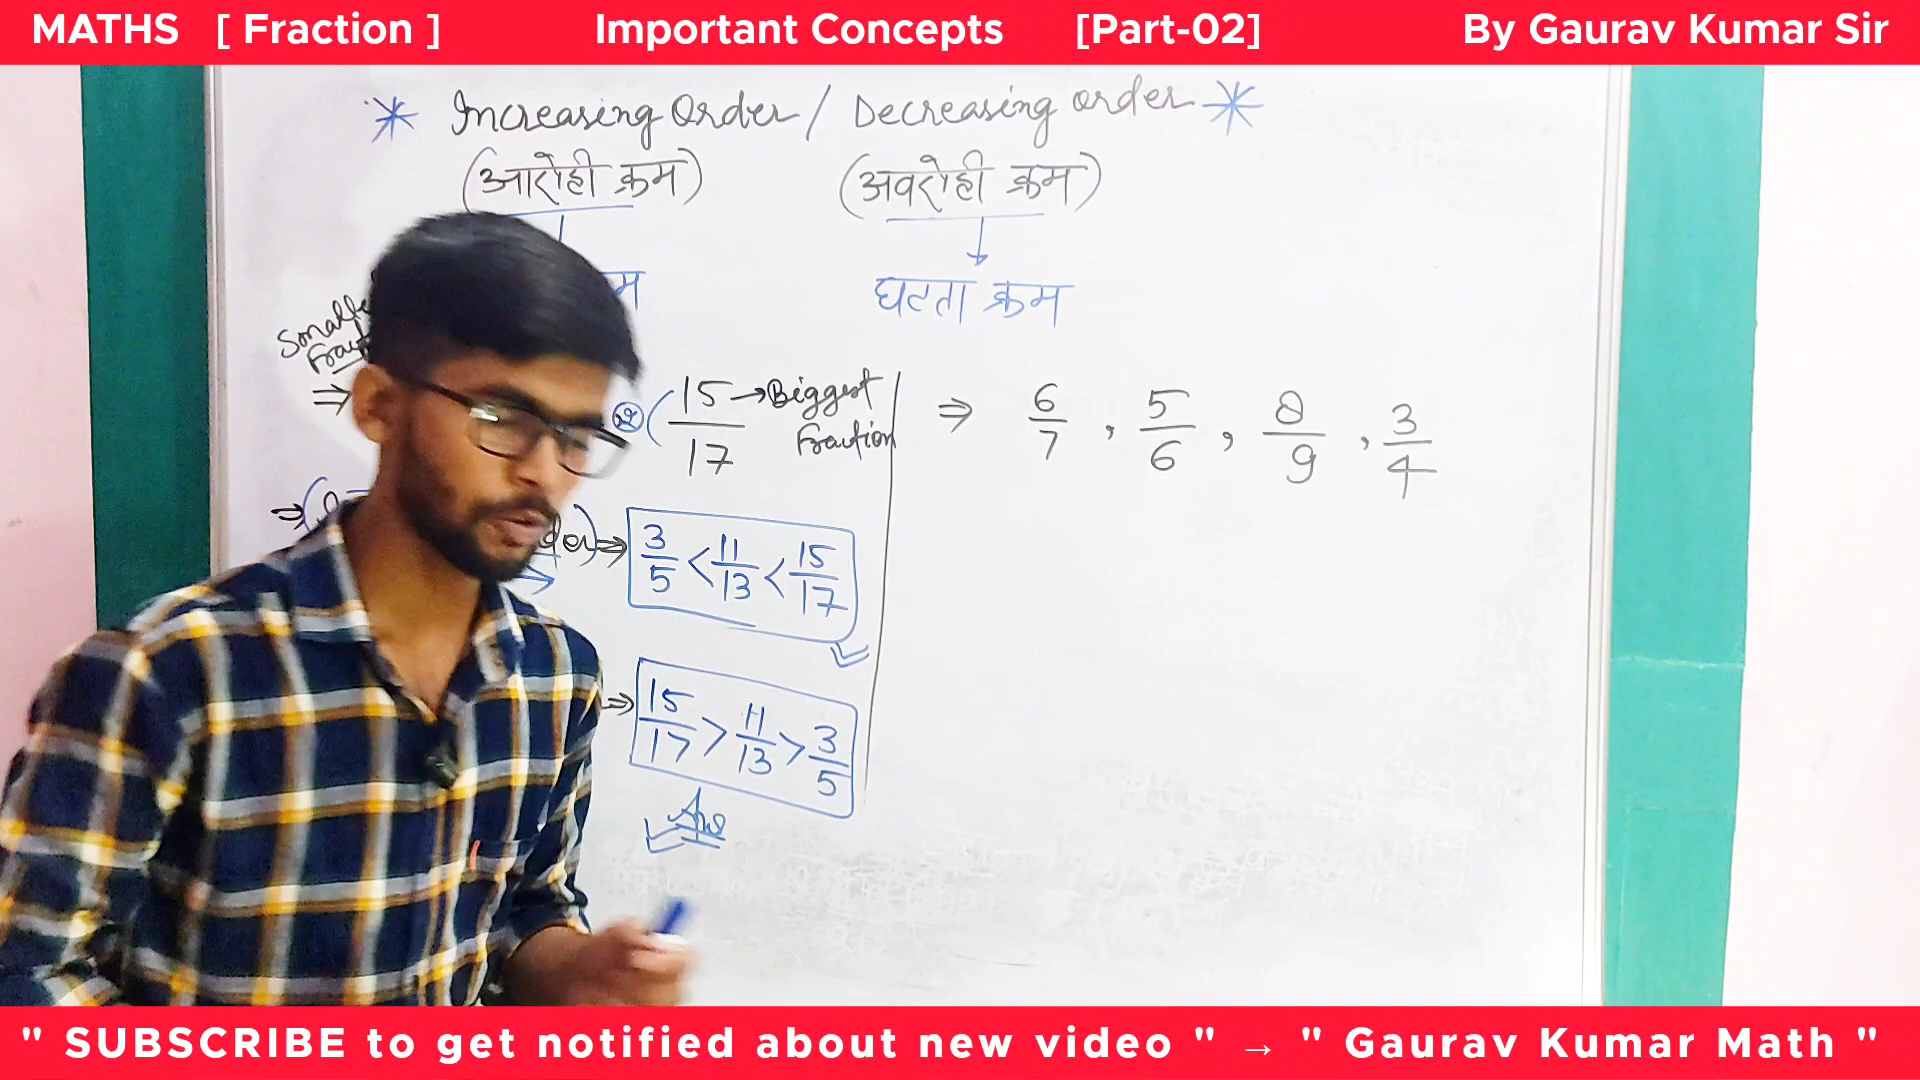 MATHS [ Fraction ] Important Concepts [Part-02] By Gaurav Kumar Sir
* Increasing Order / Decreasing order *
(आरोही क्रम) (अवरोही क्रम)
घटता क्रम
⇒ 15/17 → Biggest Fraction
⇒ 6/7 , 5/6 , 8/9 , 3/4
⇒ 3/5 < 11/13 < 15/17
⇒ 15/17 > 11/13 > 3/5
Ans
" SUBSCRIBE to get notified about new video " → " Gaurav Kumar Math "